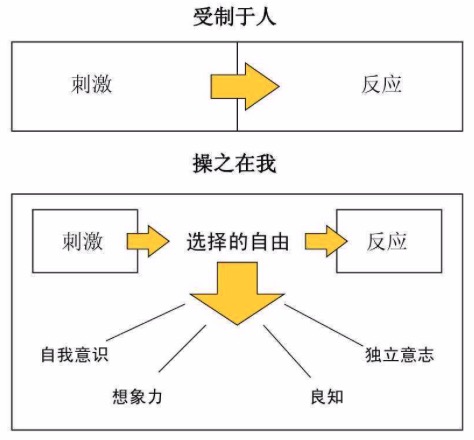 受制于人
刺激 反应
操之在我
刺激 选择的自由 反应
自我意识 独立意志
想象力 良知